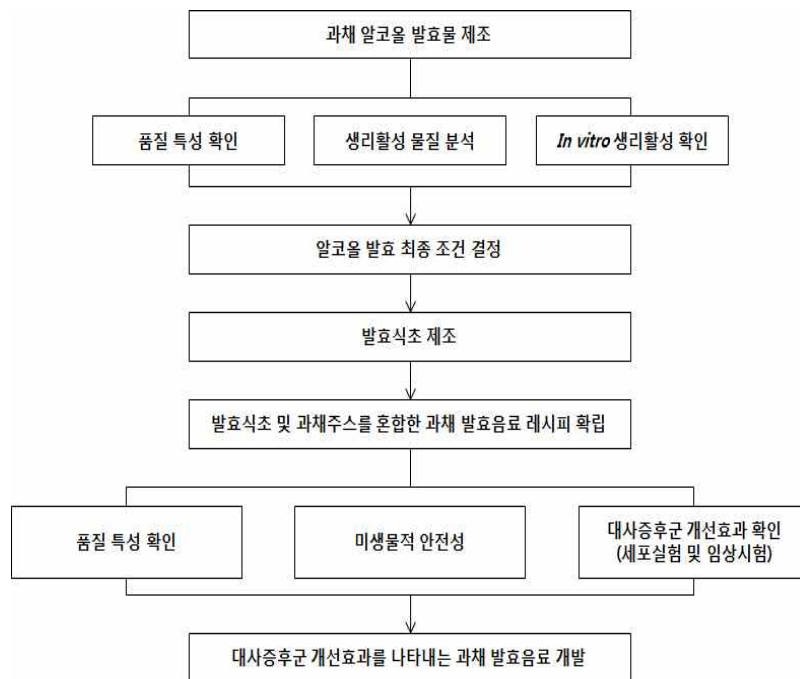 과채 알코올 발효물 제조
품질 특성 확인
생리활성 물질 분석
In vitro 생리활성 확인
알코올 발효 최종 조건 결정
발효식초 제조
발효식초 및 과채주스를 혼합한 과채 발효음료 레시피 확립
품질 특성 확인
미생물적 안전성
대사증후군 개선효과 확인
(세포실험 및 임상시험)
대사증후군 개선효과를 나타내는 과채 발효음료 개발